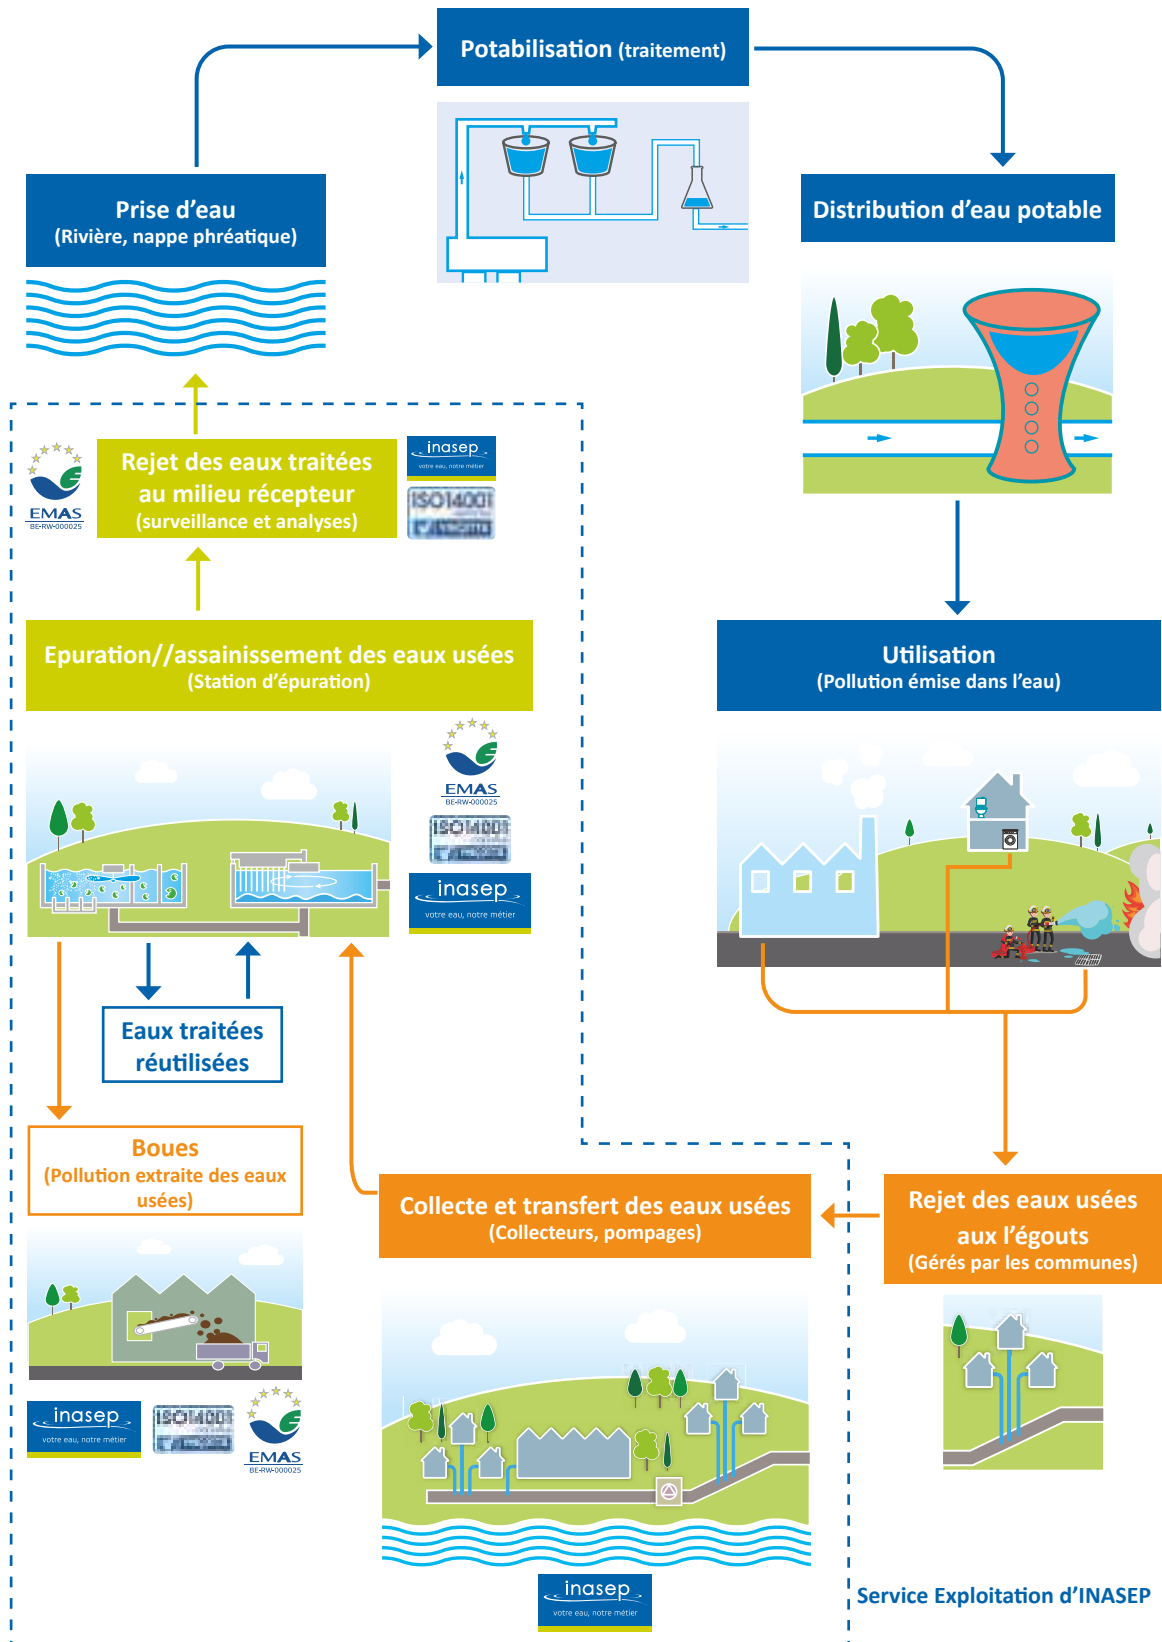 Potabilisation (traitement)
Prise d'eau
(Rivière, nappe phréatique)
Distribution d'eau potable
Rejet des eaux traitées
au milieu récepteur
(surveillance et analyses)
EMAS
BE-RW-000025
inasep
votre eau, notre métier
ISO14001
Epuration//assainissement des eaux usées
(Station d'épuration)
Utilisation
(Pollution émise dans l'eau)
EMAS
BE-RW-000025
ISO14001
inasep
votre eau, notre métier
Eaux traitées
réutilisées
Boues
(Pollution extraite des eaux
usées)
Collecte et transfert des eaux usées
(Collecteurs, pompages)
Rejet des eaux usées
aux l'égouts
(Gérés par les communes)
inasep
votre eau, notre métier
ISO14001
EMAS
BE-RW-000025
inasep
votre eau, notre métier
Service Exploitation d'INASEP